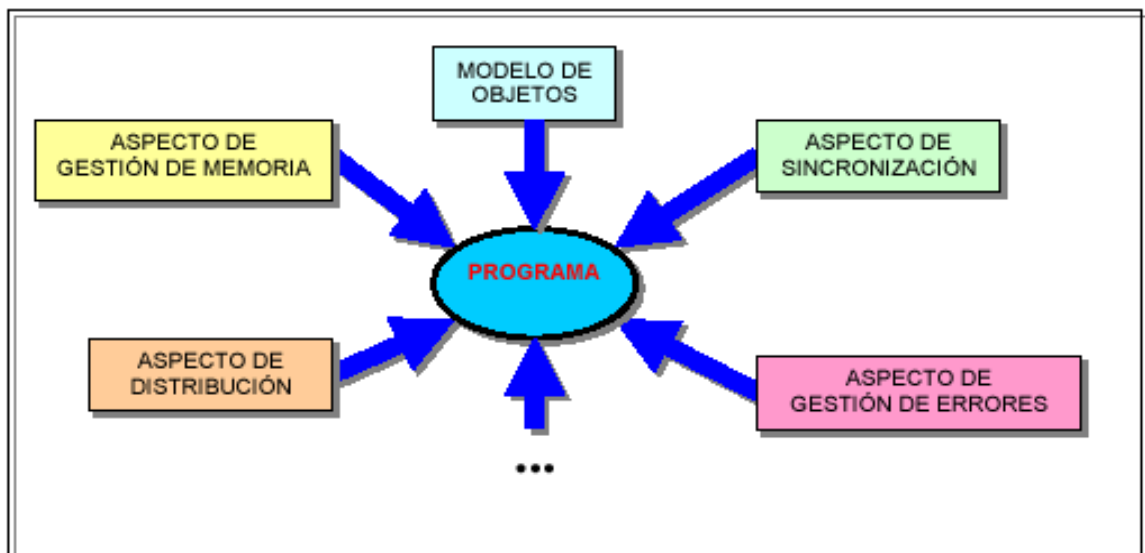 MODELO DE
OBJETOS
ASPECTO DE
GESTIÓN DE MEMORIA
ASPECTO DE
SINCRONIZACIÓN
PROGRAMA
ASPECTO DE
DISTRIBUCIÓN
ASPECTO DE
GESTIÓN DE ERRORES
...